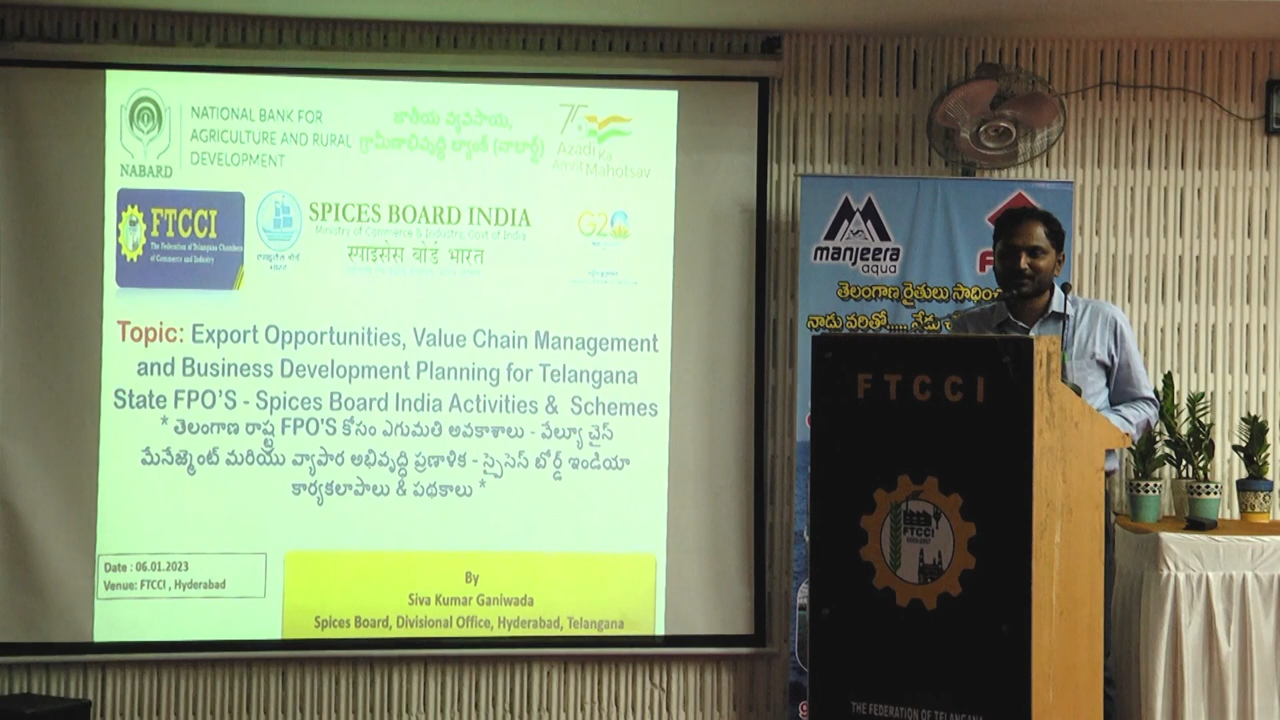 NATIONAL BANK FOR
AGRICULTURE AND RURAL
DEVELOPMENT
NABARD
జాతీయ వ్యవసాయ,
గ్రామీణాభివృద్ధి బ్యాంక్ (నాబార్డ్)
75
Azadi Ka
Amrit Mahotsav
FTCCI
The Federation of Telangana Chambers
of Commerce and Industry
SPICES BOARD INDIA
Ministry of Commerce & Industry, Govt of India
स्पाइसेस बोर्ड भारत
G20
Topic: Export Opportunities, Value Chain Management
and Business Development Planning for Telangana
State FPO'S - Spices Board India Activities & Schemes
* తెలంగాణ రాష్ట్ర FPO'S కోసం ఎగుమతి అవకాశాలు - వేల్యూ చైన్
మేనేజ్మెంట్ మరియు వ్యాపార అభివృద్ధి ప్రణాళిక - స్పైసెస్ బోర్డ్ ఇండియా
కార్యకలాపాలు & పథకాలు *
Date : 06.01.2023
Venue: FTCCI , Hyderabad
By
Siva Kumar Ganiwada
Spices Board, Divisional Office, Hyderabad, Telangana
manjeera
aqua
F
తెలంగాణ రైతులు
నాడు వరితో..... నేడు
FTCCI
FTCCI
THE FEDERATION OF TELANGANA